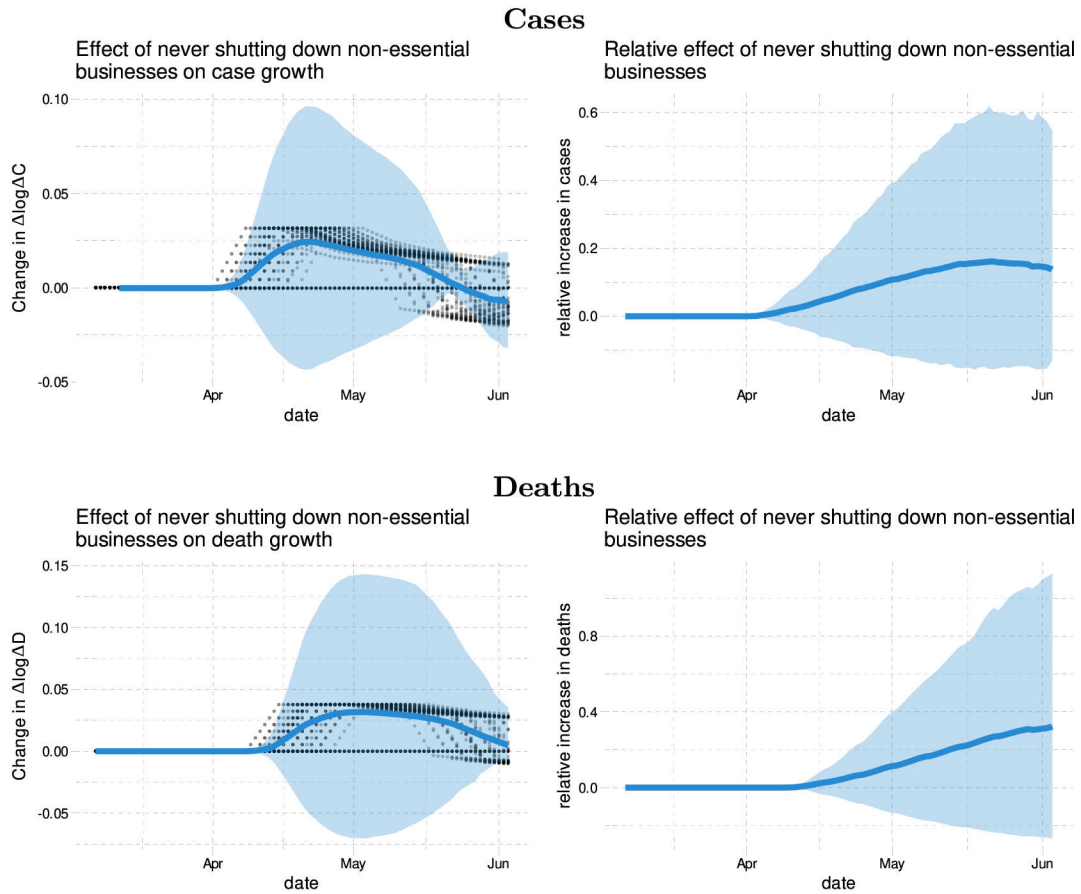 Cases
Effect of never shutting down non-essential
businesses on case growth
0.10
0.05
0.00
-0.05
Change in ΔlogΔC
Apr
May
Jun
date
Relative effect of never shutting down non-essential
businesses
0.6
0.4
0.2
0.0
relative increase in cases
Apr
May
Jun
date
Deaths
Effect of never shutting down non-essential
businesses on death growth
0.15
0.10
0.05
0.00
-0.05
Change in ΔlogΔD
Apr
May
Jun
date
Relative effect of never shutting down non-essential
businesses
0.8
0.4
0.0
relative increase in deaths
Apr
May
Jun
date